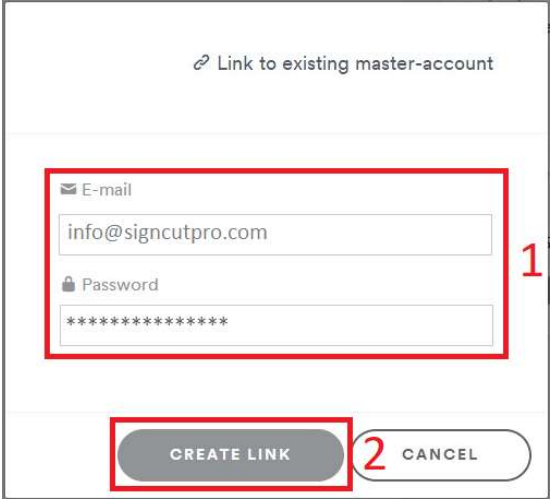 Link to existing master-account
E-mail
info@signcutpro.com
1
Password
***************
CREATE LINK
2
CANCEL